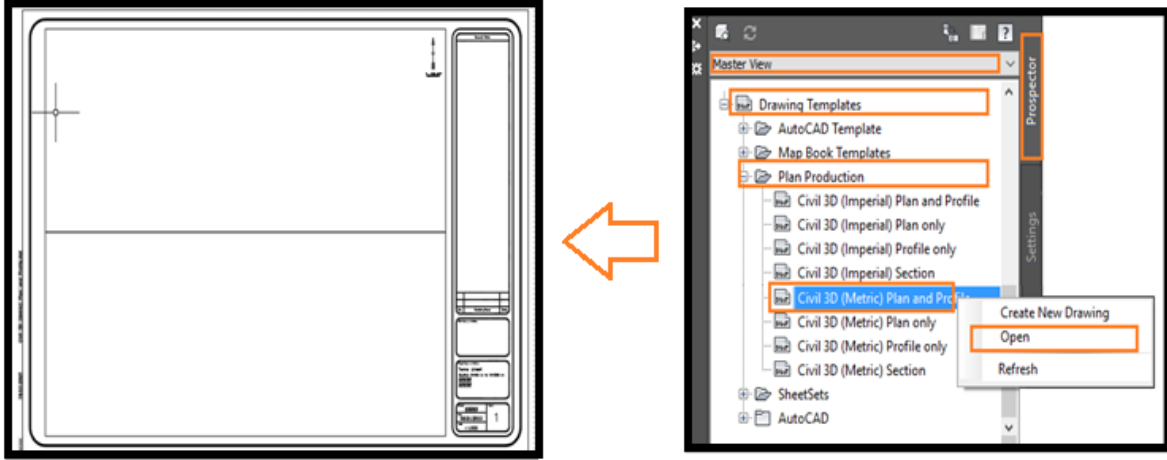 Master View
Drawing Templates
AutoCAD Template
Map Book Templates
Plan Production
Civil 3D (Imperial) Plan and Profile
Civil 3D (Imperial) Plan only
Civil 3D (Imperial) Profile only
Civil 3D (Imperial) Section
Civil 3D (Metric) Plan and Profile
Civil 3D (Metric) Plan only
Civil 3D (Metric) Profile only
Civil 3D (Metric) Section
SheetSets
AutoCAD
Create New Drawing
Open
Refresh
Prospector
Settings
1